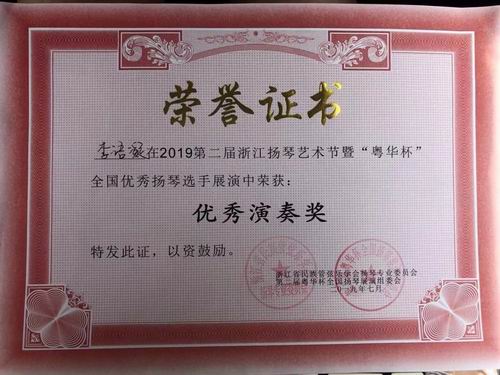 荣誉证书
李培毅在2019第二届浙江扬琴艺术节暨“粤华杯”
全国优秀扬琴选手展演中荣获：
优秀演奏奖
特发此证，以资鼓励。
浙江省民族管弦乐学会扬琴专业委员会
第二届粤华杯全国扬琴展演组委会
二〇一九年七月